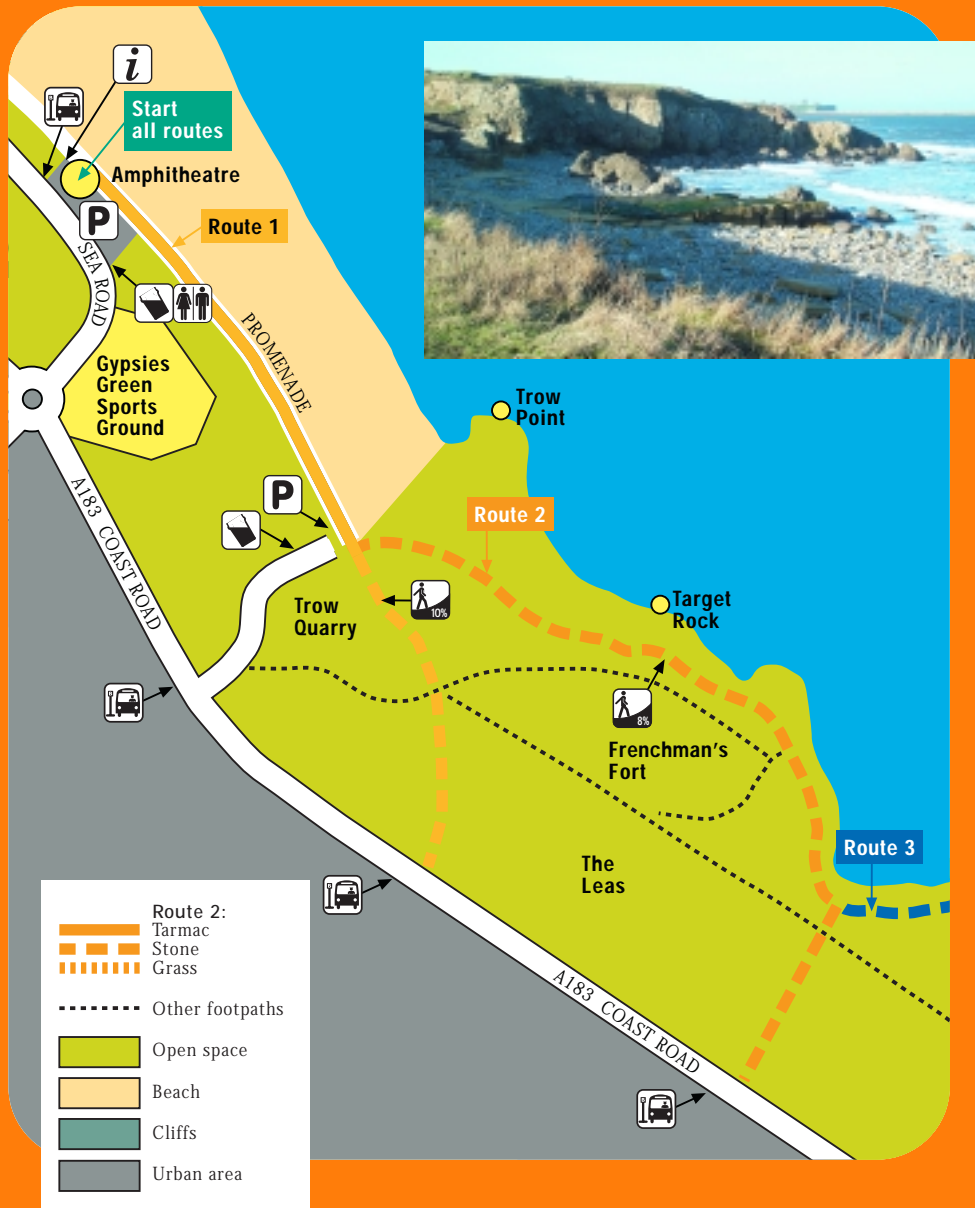 i
Start
all routes
Amphitheatre
P
Route 1
SEA ROAD
PROMENADE
Gypsies
Green
Sports
Ground
Trow
Point
P
A183 COAST ROAD
Route 2
10%
Trow
Quarry
Target
Rock
8%
Frenchman's
Fort
Route 3
The
Leas
A183 COAST ROAD
Route 2:
Tarmac
Stone
Grass
Other footpaths
Open space
Beach
Cliffs
Urban area